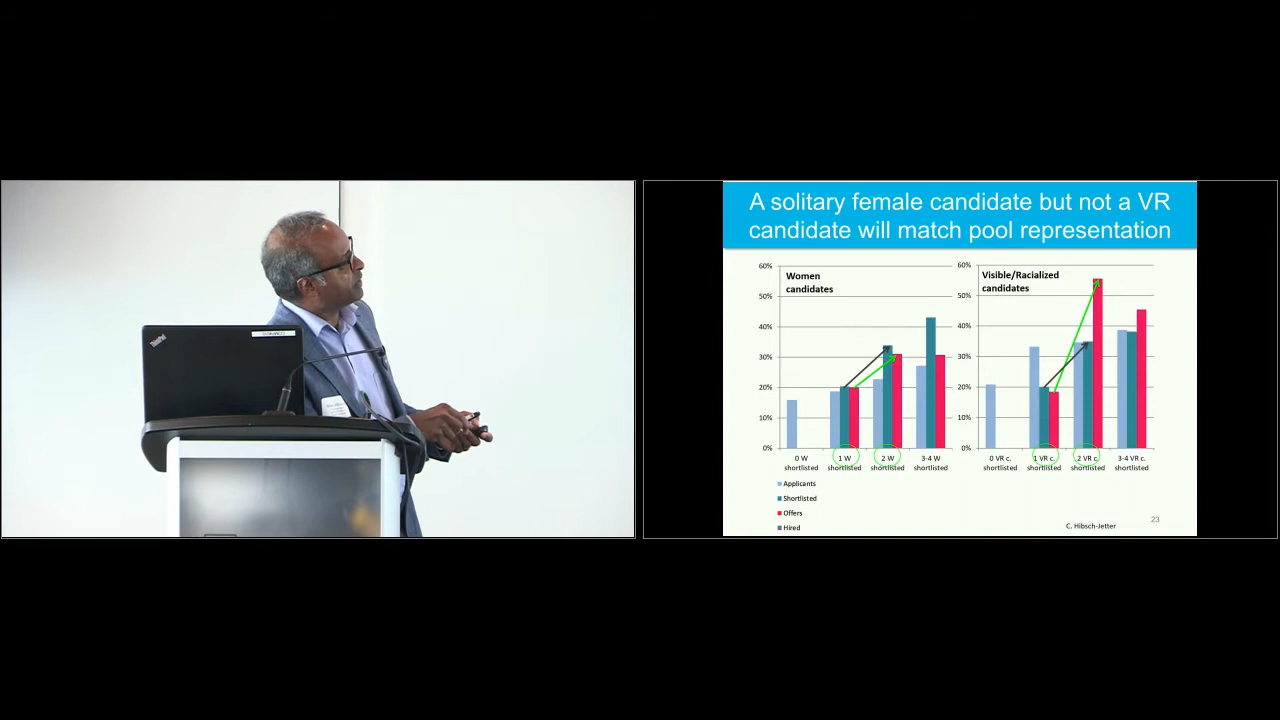 A solitary female candidate but not a VR
candidate will match pool representation
Women
candidates
60%
50%
40%
30%
20%
10%
0%
0 W
shortlisted
1 W
shortlisted
2 W
shortlisted
3-4 W
shortlisted
Applicants
Shortlisted
Offers
Hired
Visible/Racialized
candidates
60%
50%
40%
30%
20%
10%
0%
0 VR c.
shortlisted
1 VR c.
shortlisted
2 VR c.
shortlisted
3-4 VR c.
shortlisted
C. Hibsch-Jetter
23
ThinkPad